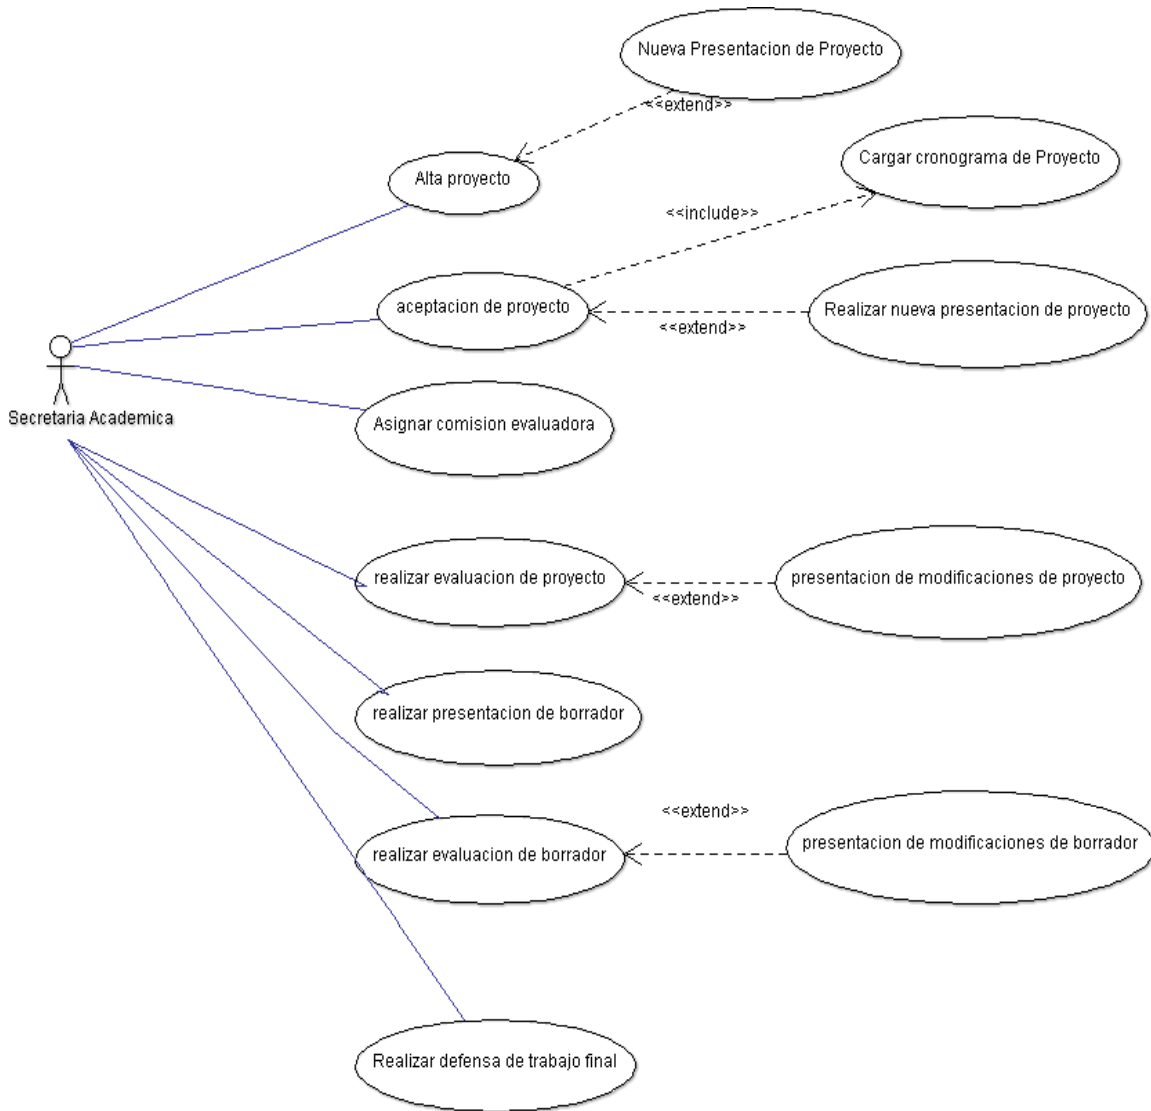 Nueva Presentacion de Proyecto
<<extend>>
Cargar cronograma de Proyecto
Alta proyecto
<<include>>
aceptacion de proyecto
Realizar nueva presentacion de proyecto
<<extend>>
Secretaria Academica
Asignar comision evaluadora
realizar evaluacion de proyecto
presentacion de modificaciones de proyecto
<<extend>>
realizar presentacion de borrador
<<extend>>
realizar evaluacion de borrador
presentacion de modificaciones de borrador
Realizar defensa de trabajo final